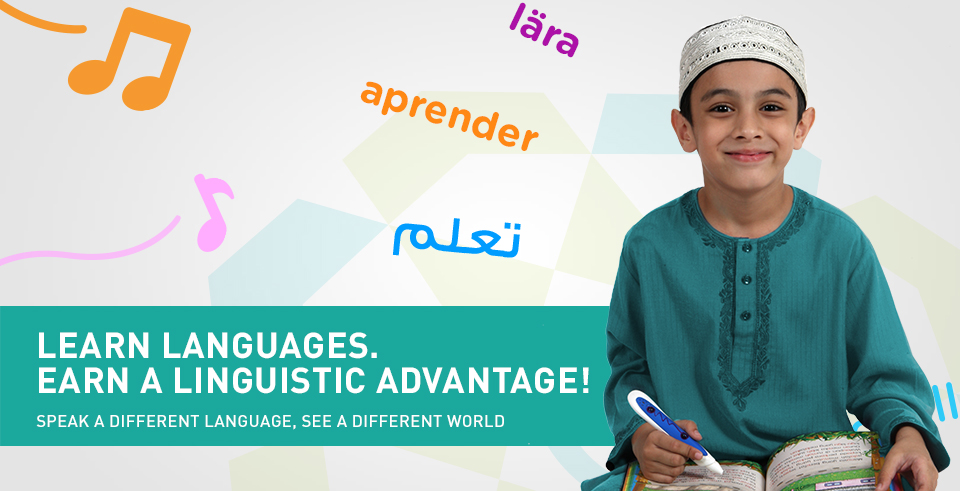 lära
aprender
تعلم
LEARN LANGUAGES.
EARN A LINGUISTIC ADVANTAGE!
SPEAK A DIFFERENT LANGUAGE, SEE A DIFFERENT WORLD